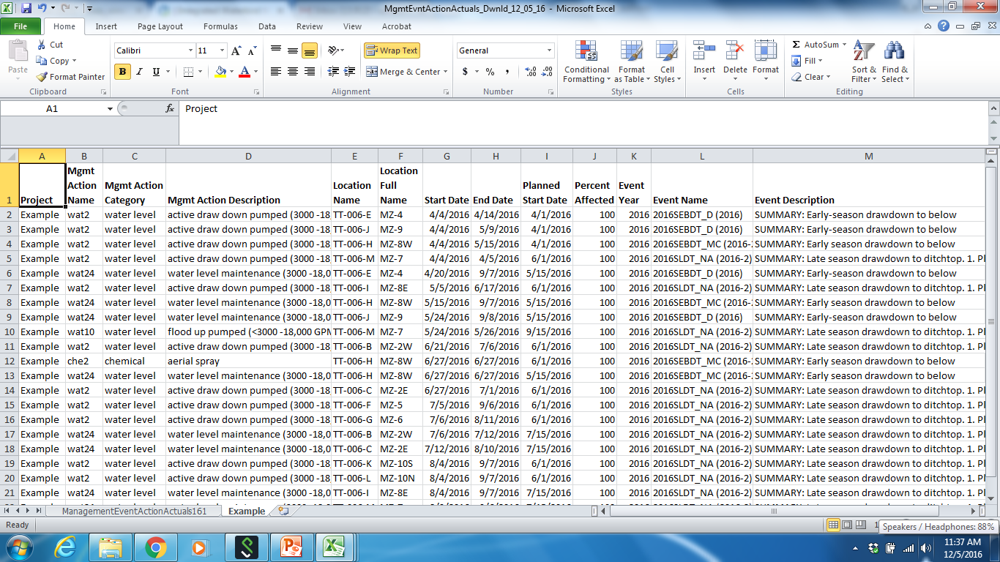 MgmtEvntActionActuals_Dwnld_12_05_16 - Microsoft Excel
File Home Insert Page Layout Formulas Data Review View Acrobat
Paste Cut Copy Format Painter Clipboard
Calibri 11 B I U A A A Font
Wrap Text Merge & Center Alignment
General $ % , Number
Conditional Formatting Format as Table Cell Styles Styles
Insert Delete Format Cells
Σ AutoSum Fill Clear Sort & Filter Find & Select Editing
A1 fx Project
A B C D E F G H I J K L M
1 Project Mgmt Action Name Mgmt Action Category Mgmt Action Description Location Name Location Full Name Start Date End Date Planned Start Date Percent Affected Event Year Event Name Event Description
2 Example wat2 water level active draw down pumped (3000 -18 TT-006-E MZ-4 4/4/2016 4/14/2016 4/1/2016 100 2016 2016SEBDT_D (2016) SUMMARY: Early-season drawdown to below
3 Example wat2 water level active draw down pumped (3000 -18 TT-006-J MZ-9 4/4/2016 5/9/2016 4/1/2016 100 2016 2016SEBDT_D (2016) SUMMARY: Early-season drawdown to below
4 Example wat2 water level active draw down pumped (3000 -18 TT-006-H MZ-8W 4/4/2016 5/15/2016 4/1/2016 100 2016 2016SEBDT_MC (2016-2 SUMMARY: Early season drawdown to below
5 Example wat2 water level active draw down pumped (3000 -18 TT-006-M MZ-7 4/4/2016 4/5/2016 6/1/2016 100 2016 2016SLDT_NA (2016-2) SUMMARY: Late season drawdown to ditchtop. 1. Pl
6 Example wat24 water level water level maintenance (3000 -18,0 TT-006-E MZ-4 4/20/2016 9/7/2016 5/15/2016 100 2016 2016SEBDT_D (2016) SUMMARY: Early-season drawdown to below
7 Example wat2 water level active draw down pumped (3000 -18 TT-006-I MZ-8E 5/5/2016 6/17/2016 6/1/2016 100 2016 2016SLDT_NA (2016-2) SUMMARY: Late season drawdown to ditchtop. 1. Pl
8 Example wat24 water level water level maintenance (3000 -18,0 TT-006-H MZ-8W 5/15/2016 9/7/2016 5/15/2016 100 2016 2016SEBDT_MC (2016-2 SUMMARY: Early season drawdown to below
9 Example wat24 water level water level maintenance (3000 -18,0 TT-006-J MZ-9 5/24/2016 9/8/2016 5/15/2016 100 2016 2016SEBDT_D (2016) SUMMARY: Early-season drawdown to below
10 Example wat10 water level flood up pumped (<3000 -18,000 GPM TT-006-M MZ-7 5/24/2016 5/26/2016 9/15/2016 100 2016 2016SLDT_NA (2016-2) SUMMARY: Late season drawdown to ditchtop. 1. Pl
11 Example wat2 water level active draw down pumped (3000 -18 TT-006-B MZ-2W 6/21/2016 7/6/2016 6/1/2016 100 2016 2016SLDT_NA (2016-2) SUMMARY: Late season drawdown to ditchtop. 1. Pl
12 Example che2 chemical aerial spray TT-006-H MZ-8W 6/27/2016 6/27/2016 6/1/2016 100 2016 2016SEBDT_MC (2016-2 SUMMARY: Early season drawdown to below
13 Example wat24 water level water level maintenance (3000 -18,0 TT-006-H MZ-8W 6/27/2016 6/27/2016 5/15/2016 100 2016 2016SEBDT_MC (2016-2 SUMMARY: Early season drawdown to below
14 Example wat2 water level active draw down pumped (3000 -18 TT-006-C MZ-2E 6/27/2016 7/1/2016 6/1/2016 100 2016 2016SLDT_NA (2016-2) SUMMARY: Late season drawdown to ditchtop. 1. Pl
15 Example wat2 water level active draw down pumped (3000 -18 TT-006-F MZ-5 7/5/2016 9/6/2016 6/1/2016 100 2016 2016SLDT_NA (2016-2) SUMMARY: Late season drawdown to ditchtop. 1. Pl
16 Example wat2 water level active draw down pumped (3000 -18 TT-006-G MZ-6 7/6/2016 8/11/2016 6/1/2016 100 2016 2016SLDT_NA (2016-2) SUMMARY: Late season drawdown to ditchtop. 1. Pl
17 Example wat24 water level water level maintenance (3000 -18,0 TT-006-B MZ-2W 7/6/2016 7/12/2016 7/15/2016 100 2016 2016SLDT_NA (2016-2) SUMMARY: Late season drawdown to ditchtop. 1. Pl
18 Example wat24 water level water level maintenance (3000 -18,0 TT-006-C MZ-2E 7/12/2016 8/10/2016 7/15/2016 100 2016 2016SLDT_NA (2016-2) SUMMARY: Late season drawdown to ditchtop. 1. Pl
19 Example wat2 water level active draw down pumped (3000 -18 TT-006-K MZ-10S 8/4/2016 9/7/2016 6/1/2016 100 2016 2016SLDT_NA (2016-2) SUMMARY: Late season drawdown to ditchtop. 1. Pl
20 Example wat2 water level active draw down pumped (3000 -18 TT-006-L MZ-10N 8/4/2016 9/7/2016 6/1/2016 100 2016 2016SLDT_NA (2016-2) SUMMARY: Late season drawdown to ditchtop. 1. Pl
21 Example wat24 water level water level maintenance (3000 -18,0 TT-006-I MZ-8E 8/4/2016 9/7/2016 7/15/2016 100 2016 2016SLDT_NA (2016-2) SUMMARY: Late season drawdown to ditchtop. 1. Pl
ManagementEventActionActuals161 Example
Ready
Speakers / Headphones: 88%
11:37 AM
12/5/2016